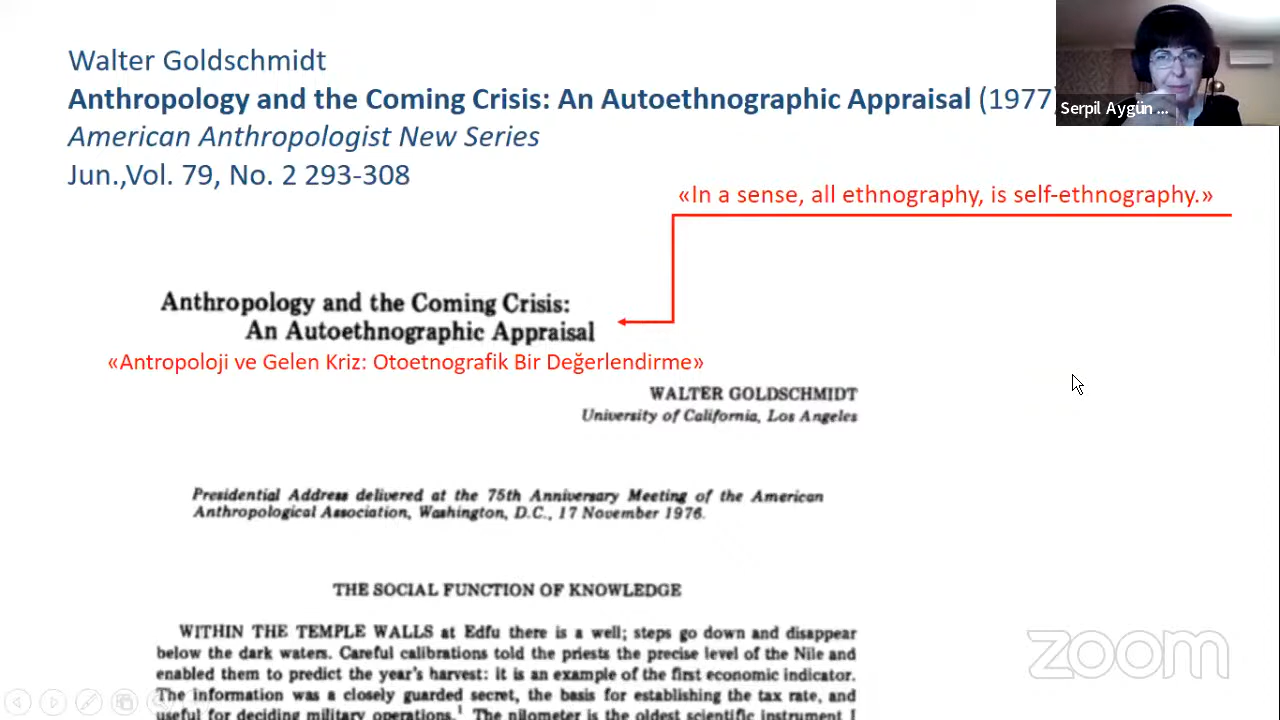 Walter Goldschmidt
Anthropology and the Coming Crisis: An Autoethnographic Appraisal (1977)
American Anthropologist New Series
Jun.,Vol. 79, No. 2 293-308
Serpil Aygün ...
«In a sense, all ethnography, is self-ethnography.»
Anthropology and the Coming Crisis:
An Autoethnographic Appraisal
«Antropoloji ve Gelen Kriz: Otoetnografik Bir Değerlendirme»
WALTER GOLDSCHMIDT
University of California, Los Angeles
Presidential Address delivered at the 75th Anniversary Meeting of the American
Anthropological Association, Washington, D.C., 17 November 1976.
THE SOCIAL FUNCTION OF KNOWLEDGE
WITHIN THE TEMPLE WALLS at Edfu there is a well; steps go down and disappear
below the dark waters. Careful calibrations told the priests the precise level of the Nile and
enabled them to predict the year's harvest: it is an example of the first economic indicator.
The information was a closely guarded secret, the basis for establishing the tax rate, and
useful for deciding military operations.¹ The nilometer is the oldest scientific instrument I
zoom